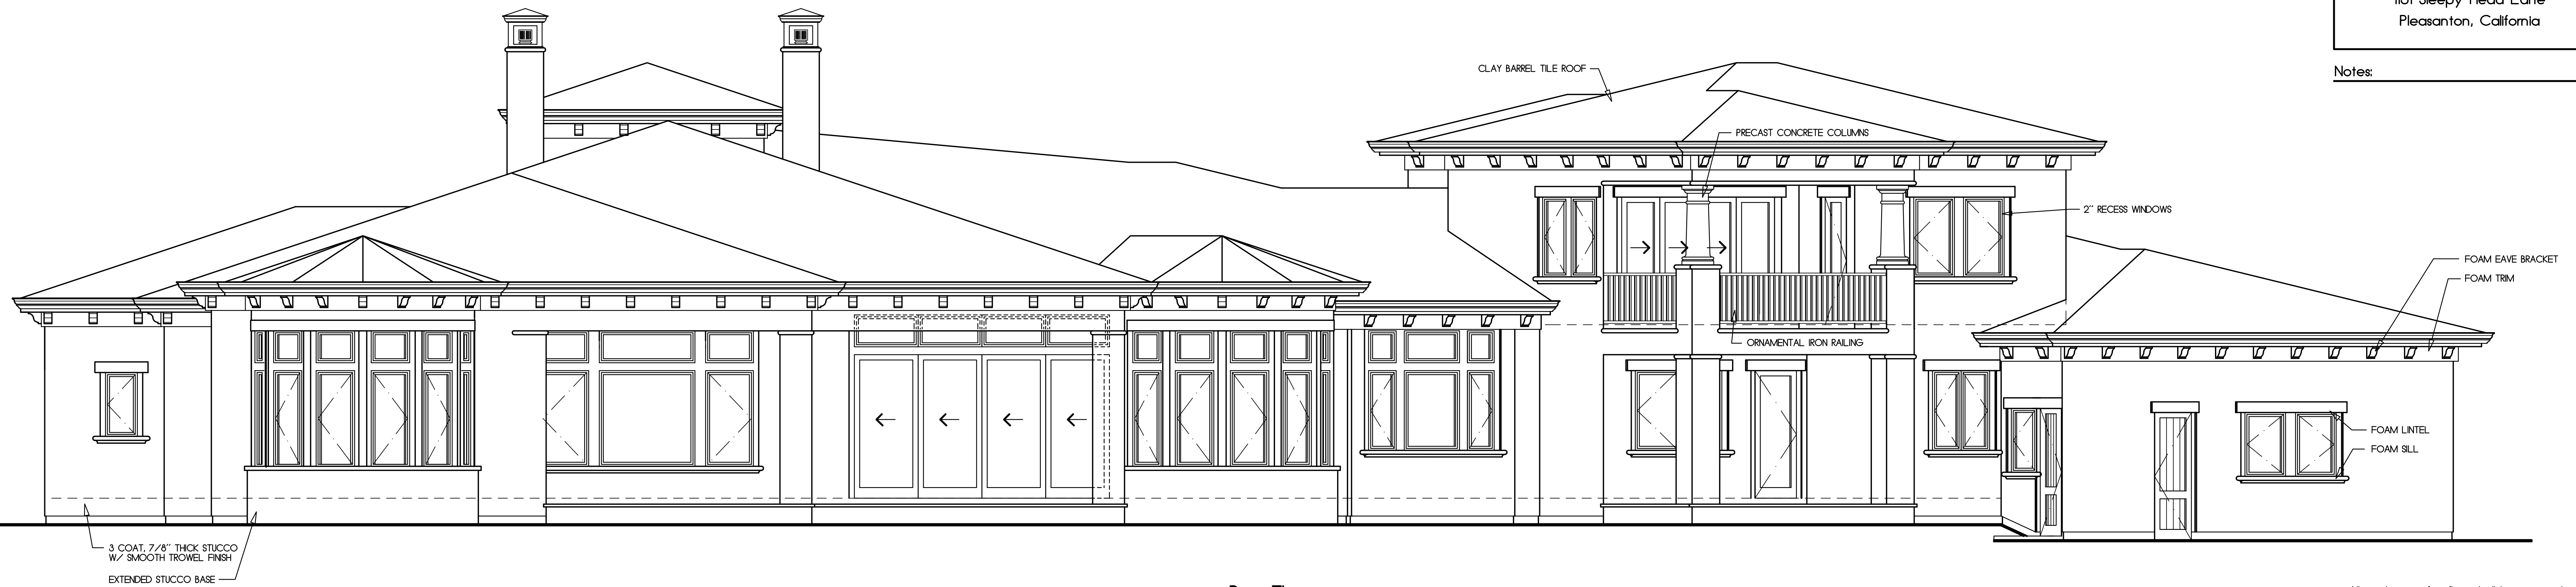 Pleasanton, California
Notes:
CLAY BARREL TILE ROOF
PRECAST CONCRETE COLUMNS
2" RECESS WINDOWS
FOAM EAVE BRACKET
FOAM TRIM
ORNAMENTAL IRON RAILING
FOAM LINTEL
FOAM SILL
3 COAT, 7/8" THICK STUCCO
W/ SMOOTH TROWEL FINISH
EXTENDED STUCCO BASE